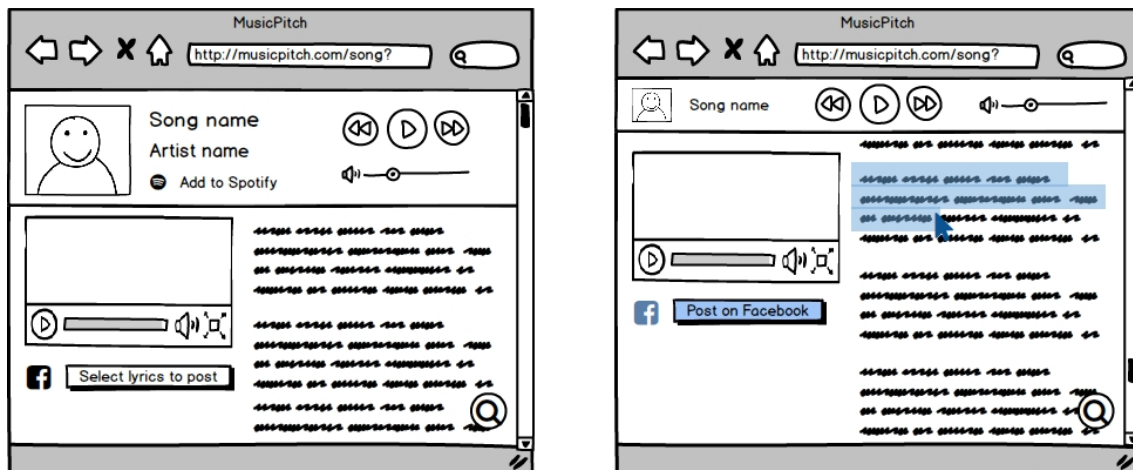 MusicPitch
http://musicpitch.com/song?
Song name
Artist name
Add to Spotify
Select lyrics to post
MusicPitch
http://musicpitch.com/song?
Song name
Post on Facebook